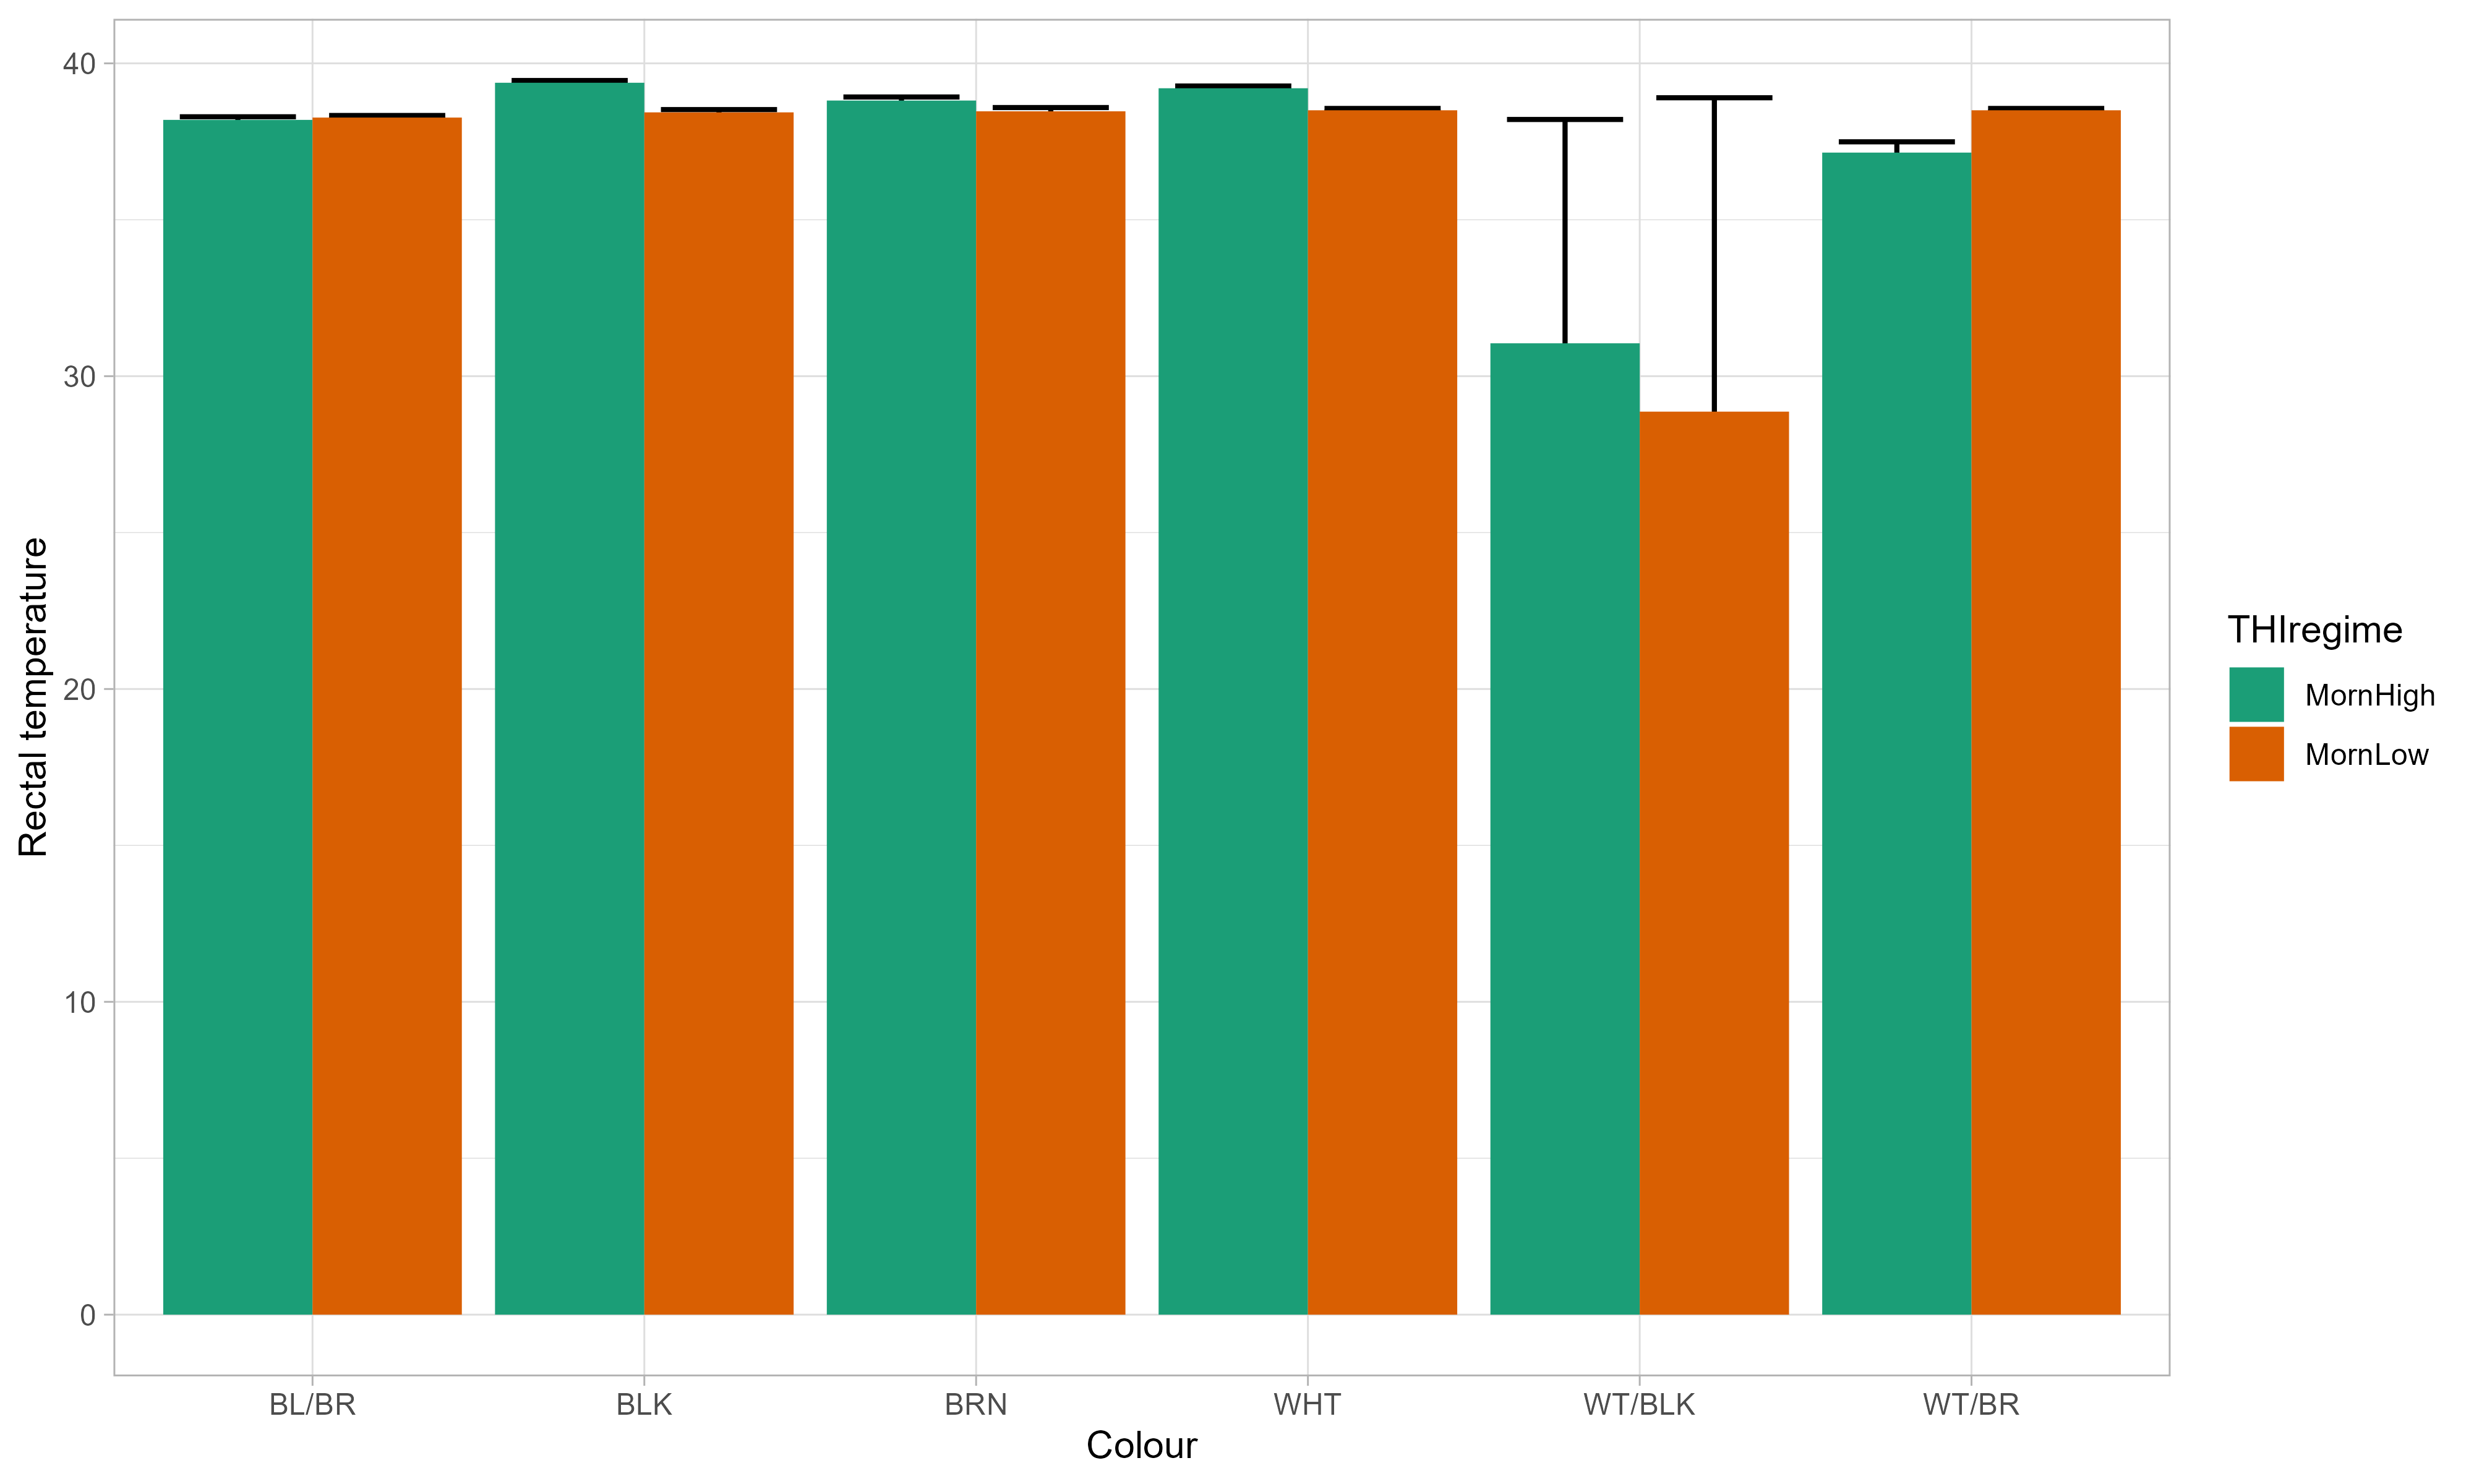 40
30
20
10
0
Rectal temperature
BL/BR
BLK
BRN
WHT
WT/BLK
WT/BR
Colour
THIregime
MornHigh
MornLow